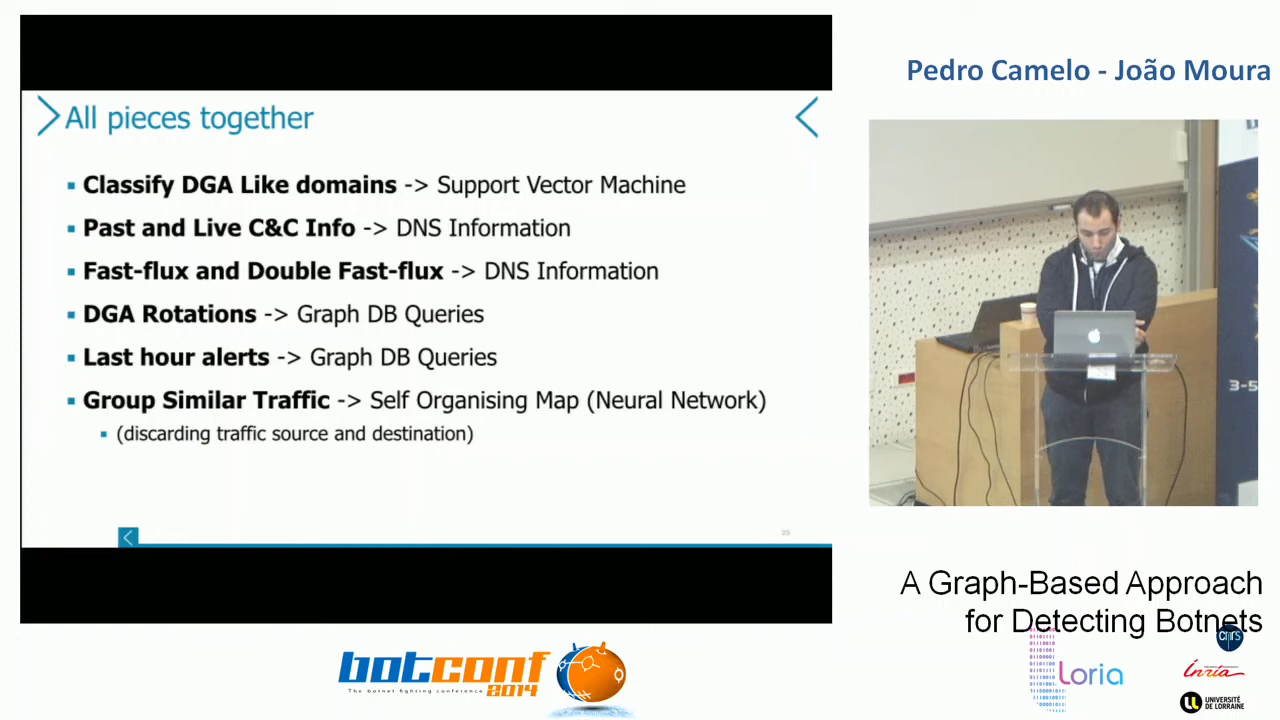 Pedro Camelo - João Moura
All pieces together
Classify DGA Like domains -> Support Vector Machine
Past and Live C&C Info -> DNS Information
Fast-flux and Double Fast-flux -> DNS Information
DGA Rotations -> Graph DB Queries
Last hour alerts -> Graph DB Queries
Group Similar Traffic -> Self Organising Map (Neural Network)
(discarding traffic source and destination)
3-5
A Graph-Based Approach
for Detecting Botnets
botconf
The botnet fighting conference 2014
Loria
cnrs
inria
UNIVERSITÉ
DE LORRAINE